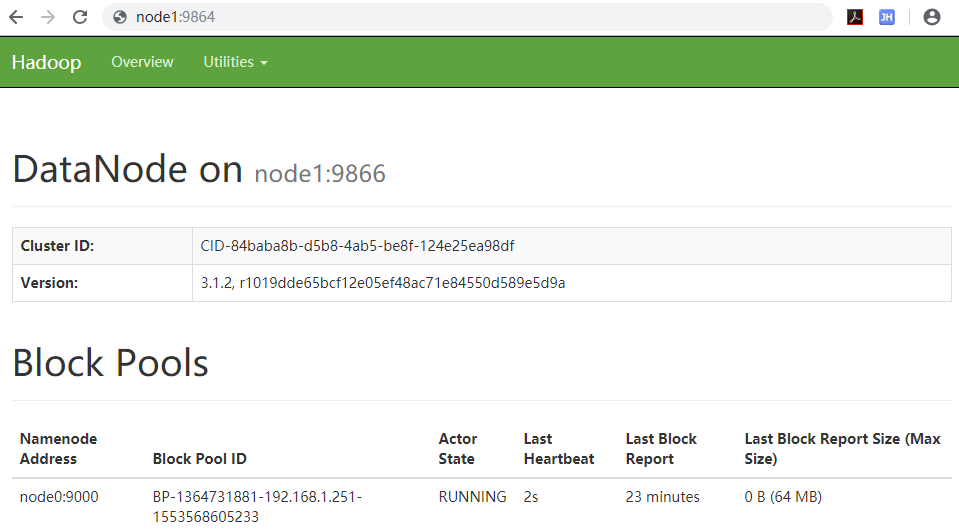 node1:9864
JH
Hadoop Overview Utilities
DataNode on node1:9866
Cluster ID: CID-84baba8b-d5b8-4ab5-be8f-124e25ea98df
Version: 3.1.2, r1019dde65bcf12e05ef48ac71e84550d589e5d9a
Block Pools
Namenode Address Block Pool ID Actor State Last Heartbeat Last Block Report Last Block Report Size (Max Size)
node0:9000 BP-1364731881-192.168.1.251-1553568605233 RUNNING 2s 23 minutes 0 B (64 MB)